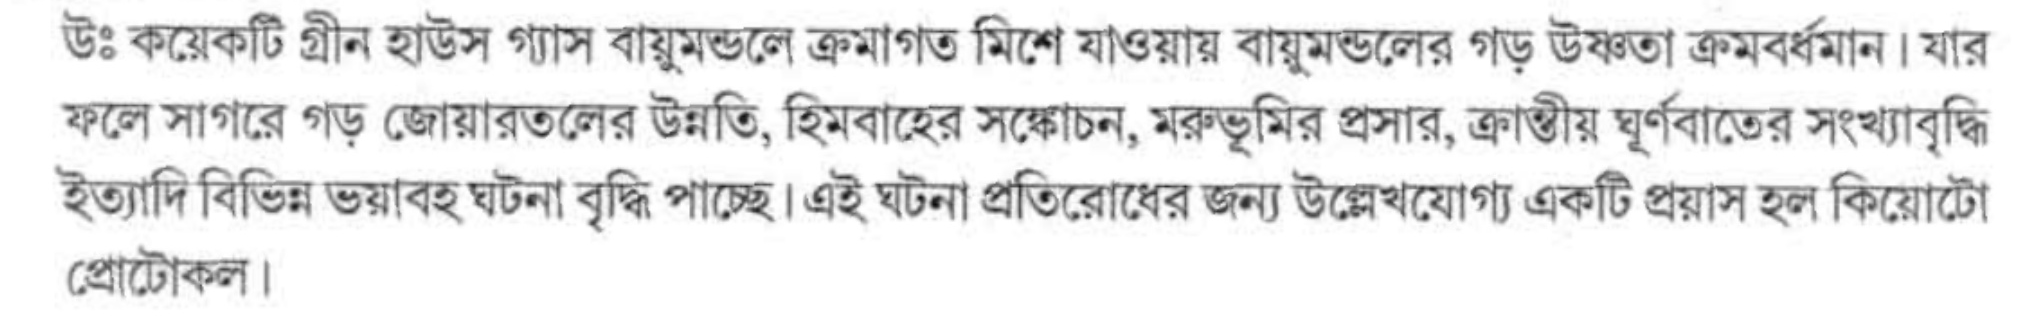 উঃ কয়েকটি গ্রীন হাউস গ্যাস বায়ুমন্ডলে ক্রমাগত মিশে যাওয়ায় বায়ুমন্ডলের গড় উষ্ণতা ক্রমবর্ধমান। যার
ফলে সাগরে গড় জোয়ারতলের উন্নতি, হিমবাহের সঙ্কোচন, মরুভূমির প্রসার, ক্রান্তীয় ঘূর্ণবাতের সংখ্যাবৃদ্ধি
ইত্যাদি বিভিন্ন ভয়াবহ ঘটনা বৃদ্ধি পাচ্ছে। এই ঘটনা প্রতিরোধের জন্য উল্লেখযোগ্য একটি প্রয়াস হল কিয়োটো
প্রোটোকল।